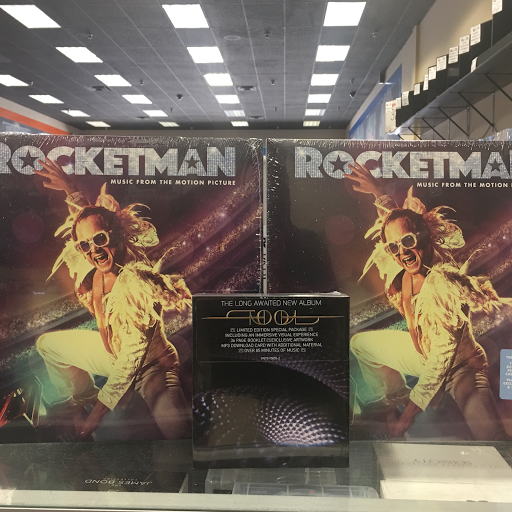 ROCKETMAN
MUSIC FROM THE MOTION PICTURE
ROCKETMA
MUSIC FROM THE MOTION
THE LONG AWAITED NEW ALBUM
TOOL
LIMITED EDITION SPECIAL PACKAGE
INCLUDING AN IMMERSIVE VISUAL EXPERIENCE
36 PAGE BOOKLET EXCLUSIVE ARTWORK
MP3 DOWNLOAD CARD WITH ADDITIONAL MATERIAL
OVER 85 MINUTES OF MUSIC
JAMES BOND